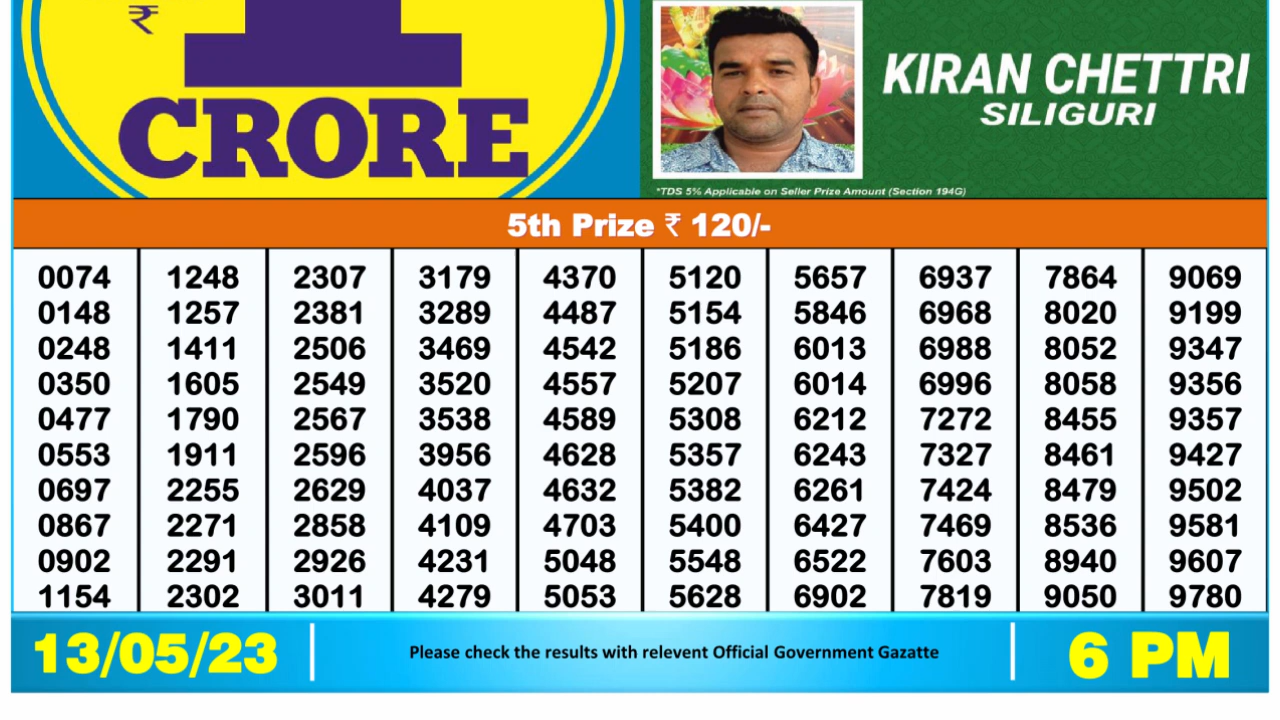 ₹
CRORE
KIRAN CHETTRI
SILIGURI
*TDS 5% Applicable on Seller Prize Amount (Section 194G)
5th Prize ₹ 120/-
0074 1248 2307 3179 4370 5120 5657 6937 7864 9069
0148 1257 2381 3289 4487 5154 5846 6968 8020 9199
0248 1411 2506 3469 4542 5186 6013 6988 8052 9347
0350 1605 2549 3520 4557 5207 6014 6996 8058 9356
0477 1790 2567 3538 4589 5308 6212 7272 8455 9357
0553 1911 2596 3956 4628 5357 6243 7327 8461 9427
0697 2255 2629 4037 4632 5382 6261 7424 8479 9502
0867 2271 2858 4109 4703 5400 6427 7469 8536 9581
0902 2291 2926 4231 5048 5548 6522 7603 8940 9607
1154 2302 3011 4279 5053 5628 6902 7819 9050 9780
13/05/23
Please check the results with relevent Official Government Gazatte
6 PM